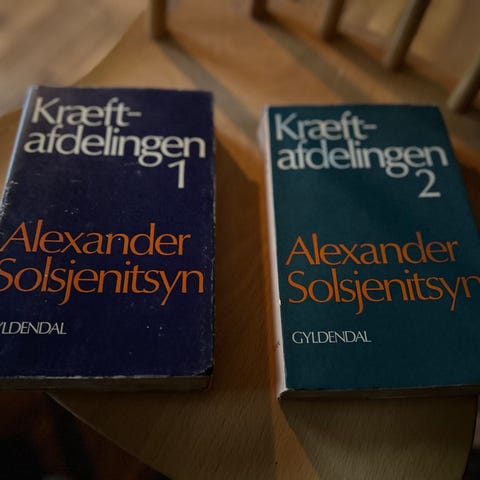 Kræft-
afdelingen
1
Alexander
Solsjenitsyn
GYLDENDAL
Kræft-
afdelingen
2
Alexander
Solsjenitsyn
GYLDENDAL